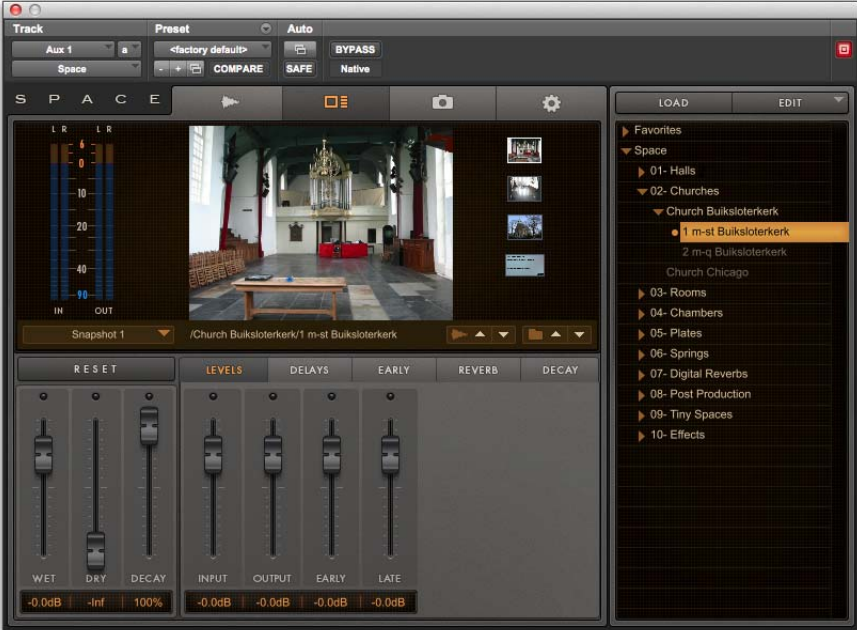 Track Preset Auto
Aux 1 a <factory default> BYPASS
Space - + COMPARE SAFE Native
SPACE
LOAD EDIT
L R L R
6
0
10
20
40
90
IN OUT
Snapshot 1 /Church Buiksloterkerk/1 m-st Buiksloterkerk
Favorites
Space
01- Halls
02- Churches
Church Buiksloterkerk
1 m-st Buiksloterkerk
2 m-q Buiksloterkerk
Church Chicago
03- Rooms
04- Chambers
05- Plates
06- Springs
07- Digital Reverbs
08- Post Production
09- Tiny Spaces
10- Effects
RESET LEVELS DELAYS EARLY REVERB DECAY
WET DRY DECAY INPUT OUTPUT EARLY LATE
-0.0dB -Inf 100% -0.0dB -0.0dB -0.0dB -0.0dB